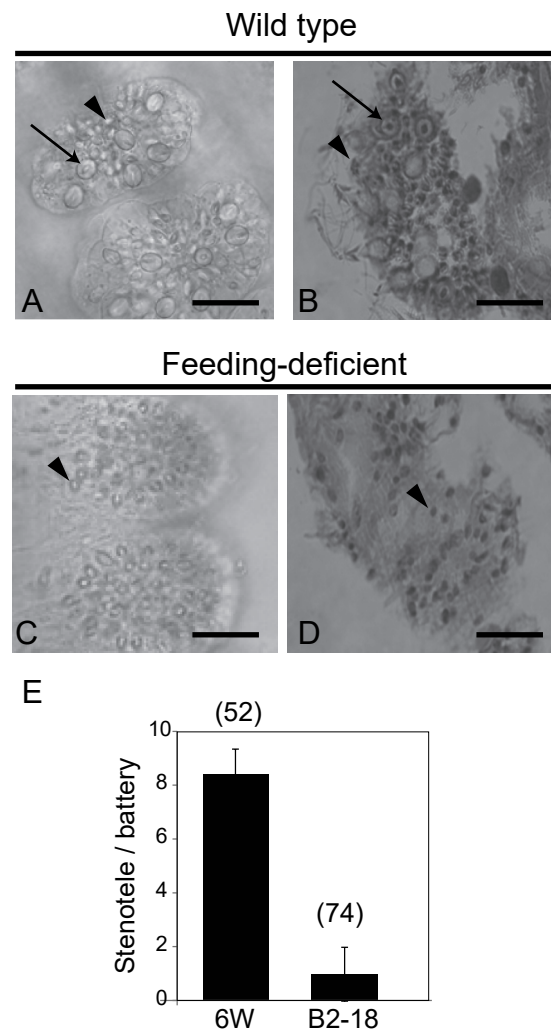 Wild type
A
B
Feeding-deficient
C
D
E
(52)
(74)
10
8
6
4
2
0
Stenotele / battery
6W
B2-18